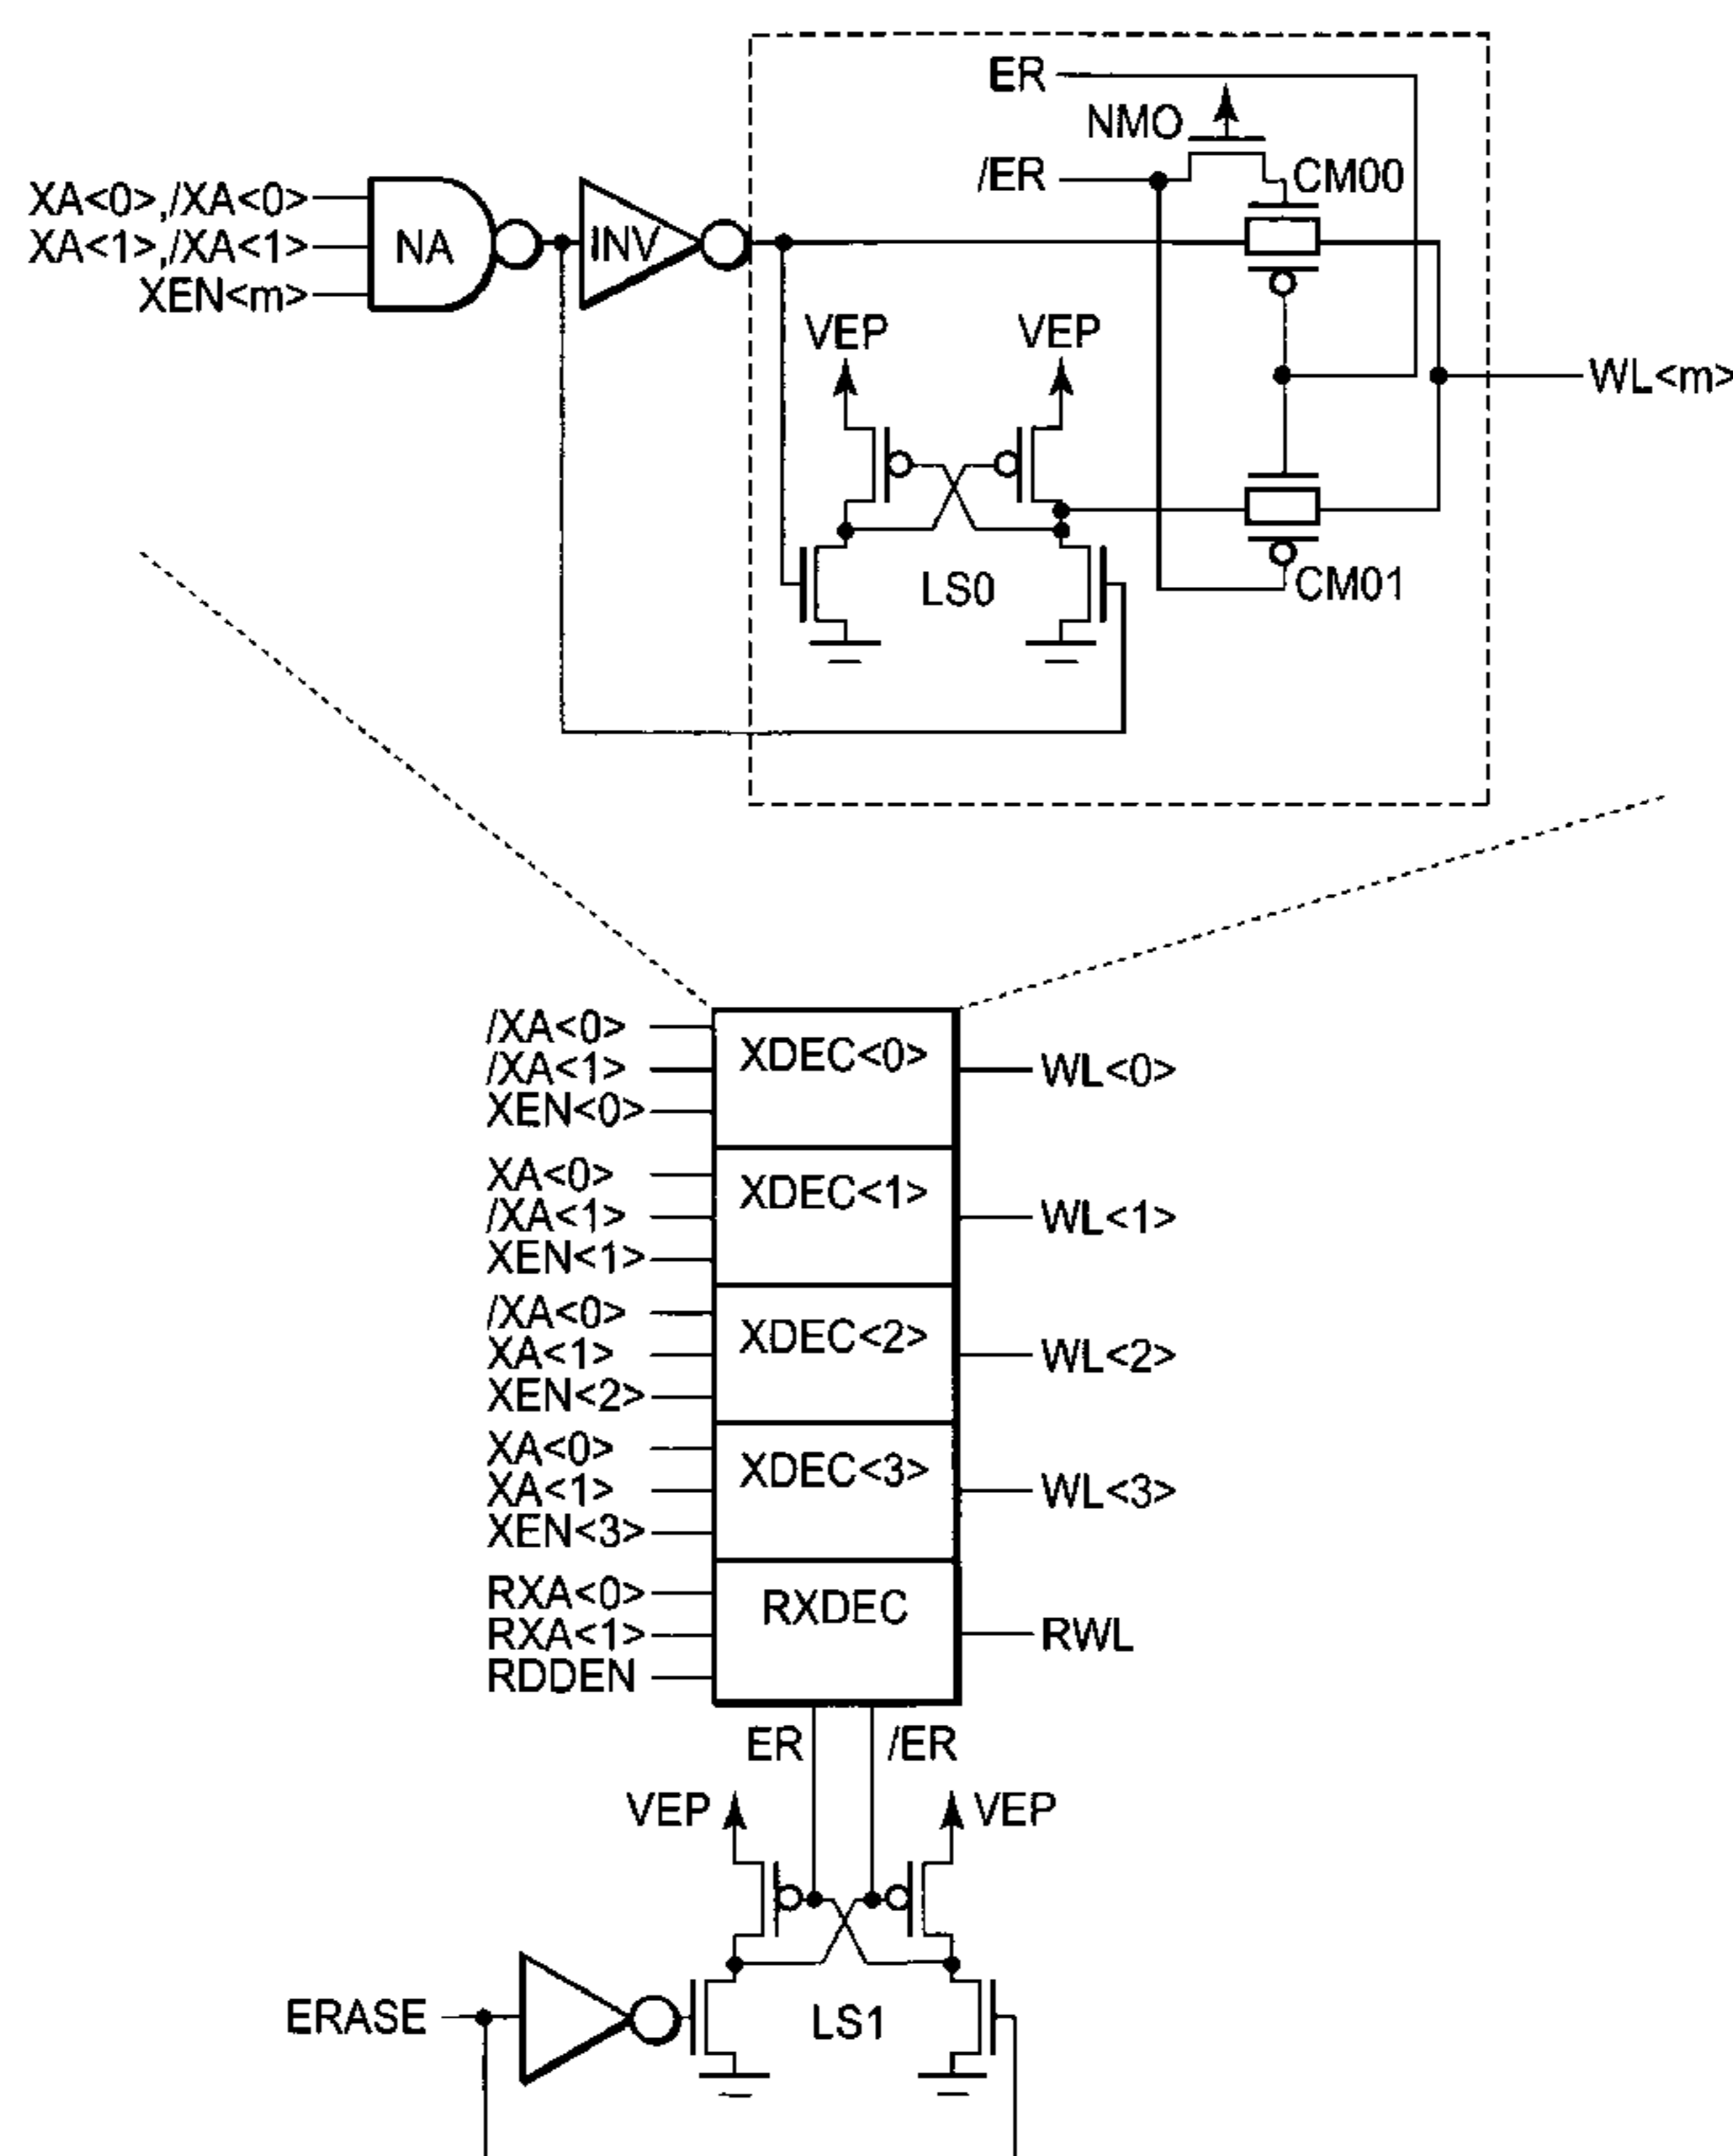 ER
NMO
/ER
CM00
XA<0>,/XA<0>
XA<1>,/XA<1>
XEN<m>
NA
INV
VEP
VEP
WL<m>
LS0
CM01
/XA<0>
/XA<1>
XEN<0>
XDEC<0>
WL<0>
XA<0>
/XA<1>
XEN<1>
XDEC<1>
WL<1>
/XA<0>
XA<1>
XEN<2>
XDEC<2>
WL<2>
XA<0>
XA<1>
XEN<3>
XDEC<3>
WL<3>
RXA<0>
RXA<1>
RDDEN
RXDEC
RWL
ER
/ER
VEP
VEP
ERASE
LS1